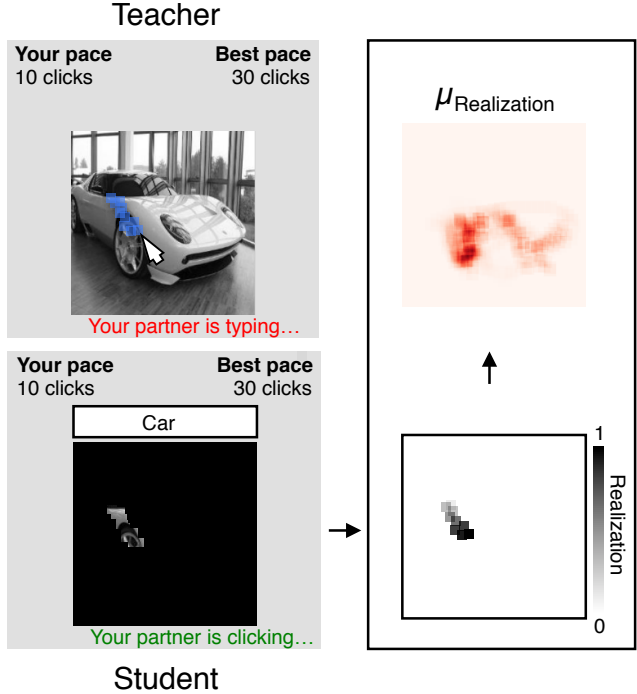 Teacher
Your pace Best pace
10 clicks 30 clicks
Your partner is typing…
Your pace Best pace
10 clicks 30 clicks
Car
Your partner is clicking…
Student
μRealization
1
Realization
0